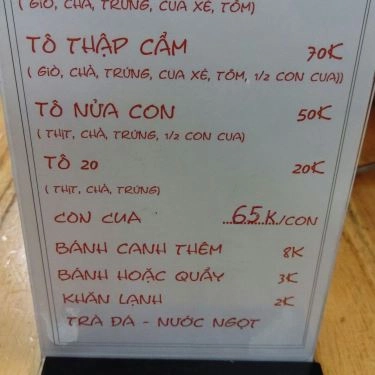 ( GIÒ, CHẢ, TRỨNG, CUA XÉ, TÔM)
TÔ THẬP CẨM 70K
( GIÒ, CHẢ, TRỨNG, CUA XÉ, TÔM, 1/2 CON CUA))
TÔ NỬA CON 50K
( THỊT, CHẢ, TRỨNG, 1/2 CON CUA)
TÔ 20 20K
( THỊT, CHẢ, TRỨNG)
CON CUA ....65K/CON
BÁNH CANH THÊM 8K
BÁNH HOẶC QUẨY 3K
KHĂN LẠNH 2K
TRÀ ĐÁ - NƯỚC NGỌT